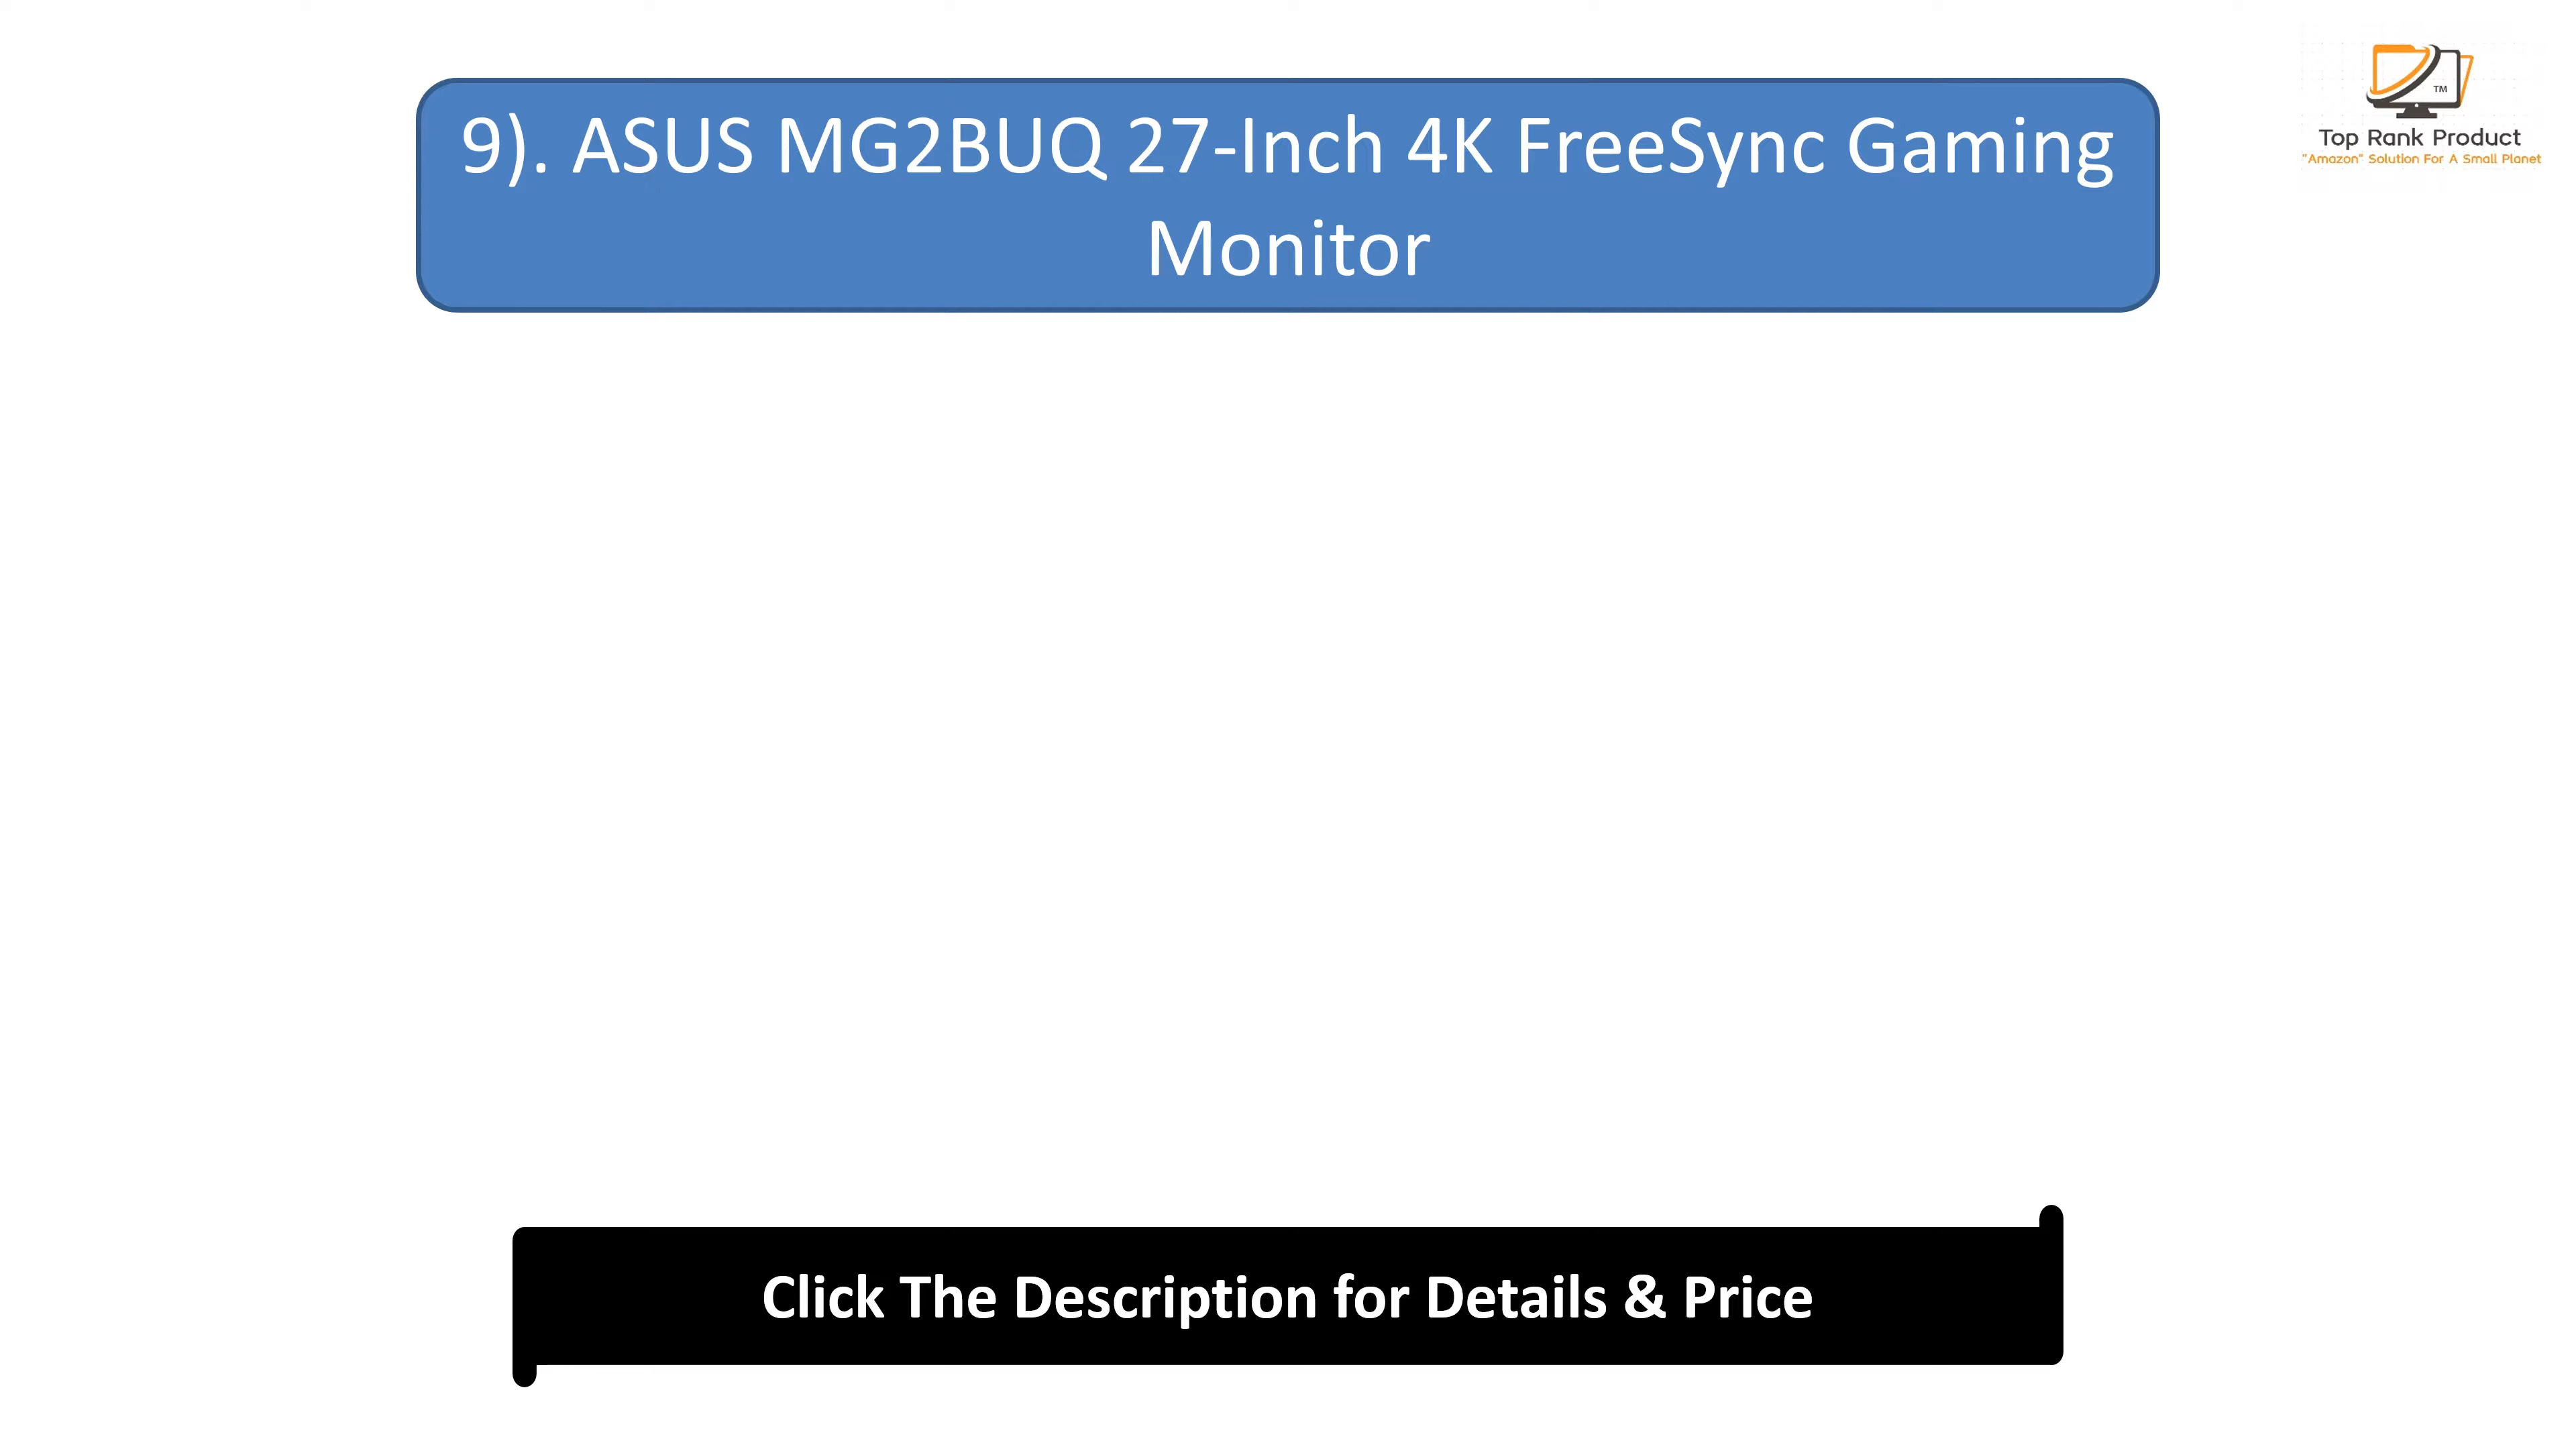 9). ASUS MG2BUQ 27-Inch 4K FreeSync Gaming
Monitor
TM
Top Rank Product
"Amazon" Solution For A Small Planet
Click The Description for Details & Price